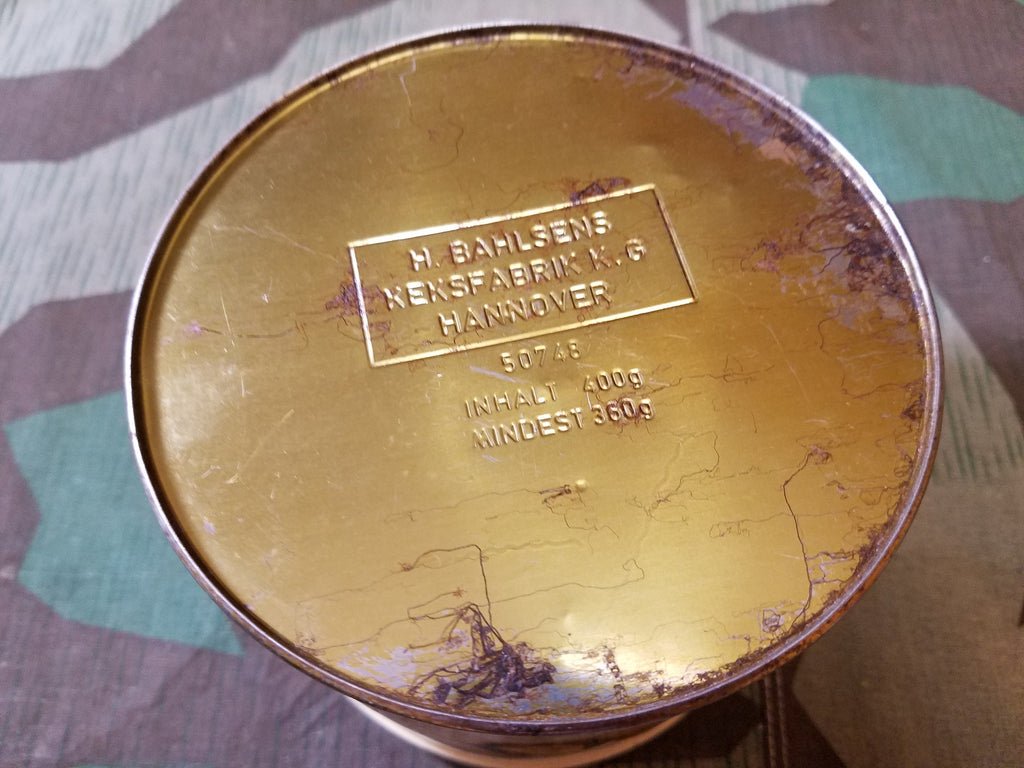 H. BAHLSENS
KEKSFABRIK K.G
HANNOVER
50748
INHALT 400g
MINDEST 360g